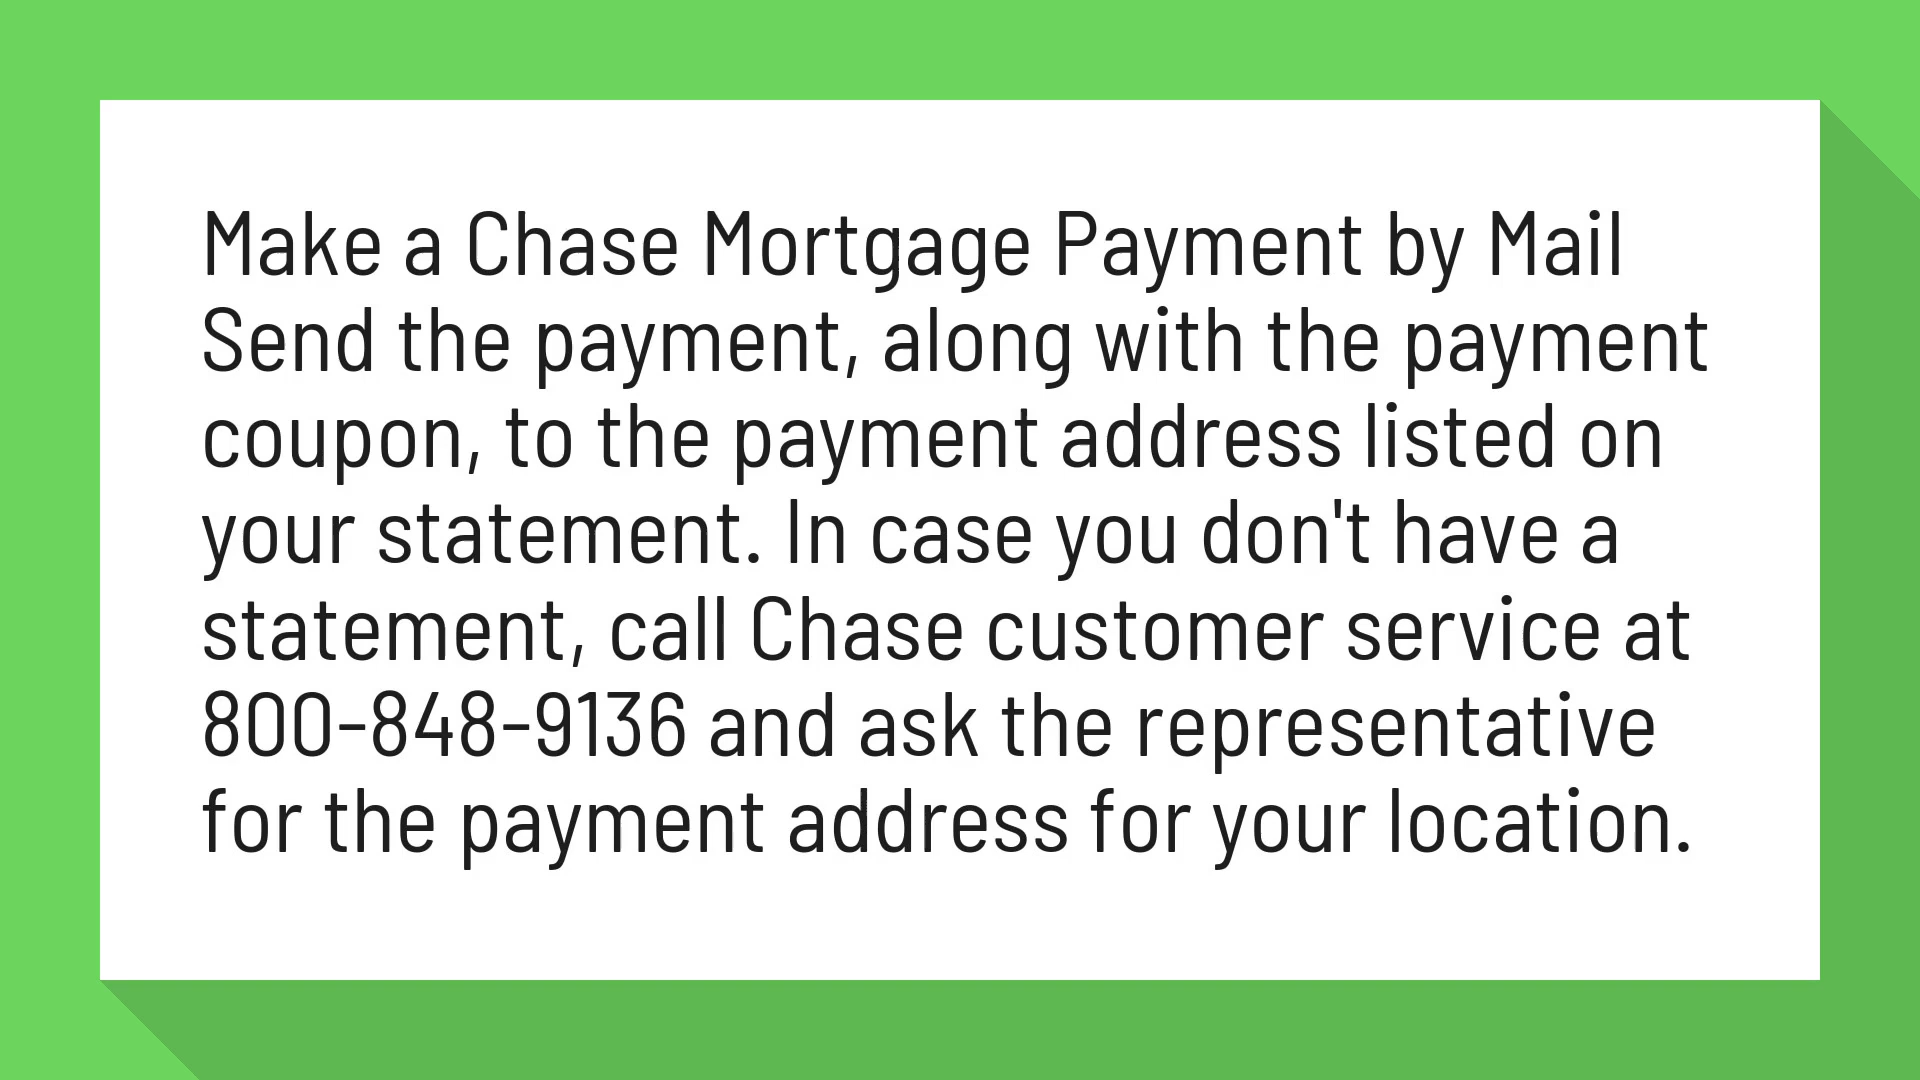 Make a Chase Mortgage Payment by Mail
Send the payment, along with the payment
coupon, to the payment address listed on
your statement. In case you don't have a
statement, call Chase customer service at
800-848-9136 and ask the representative
for the payment address for your location.